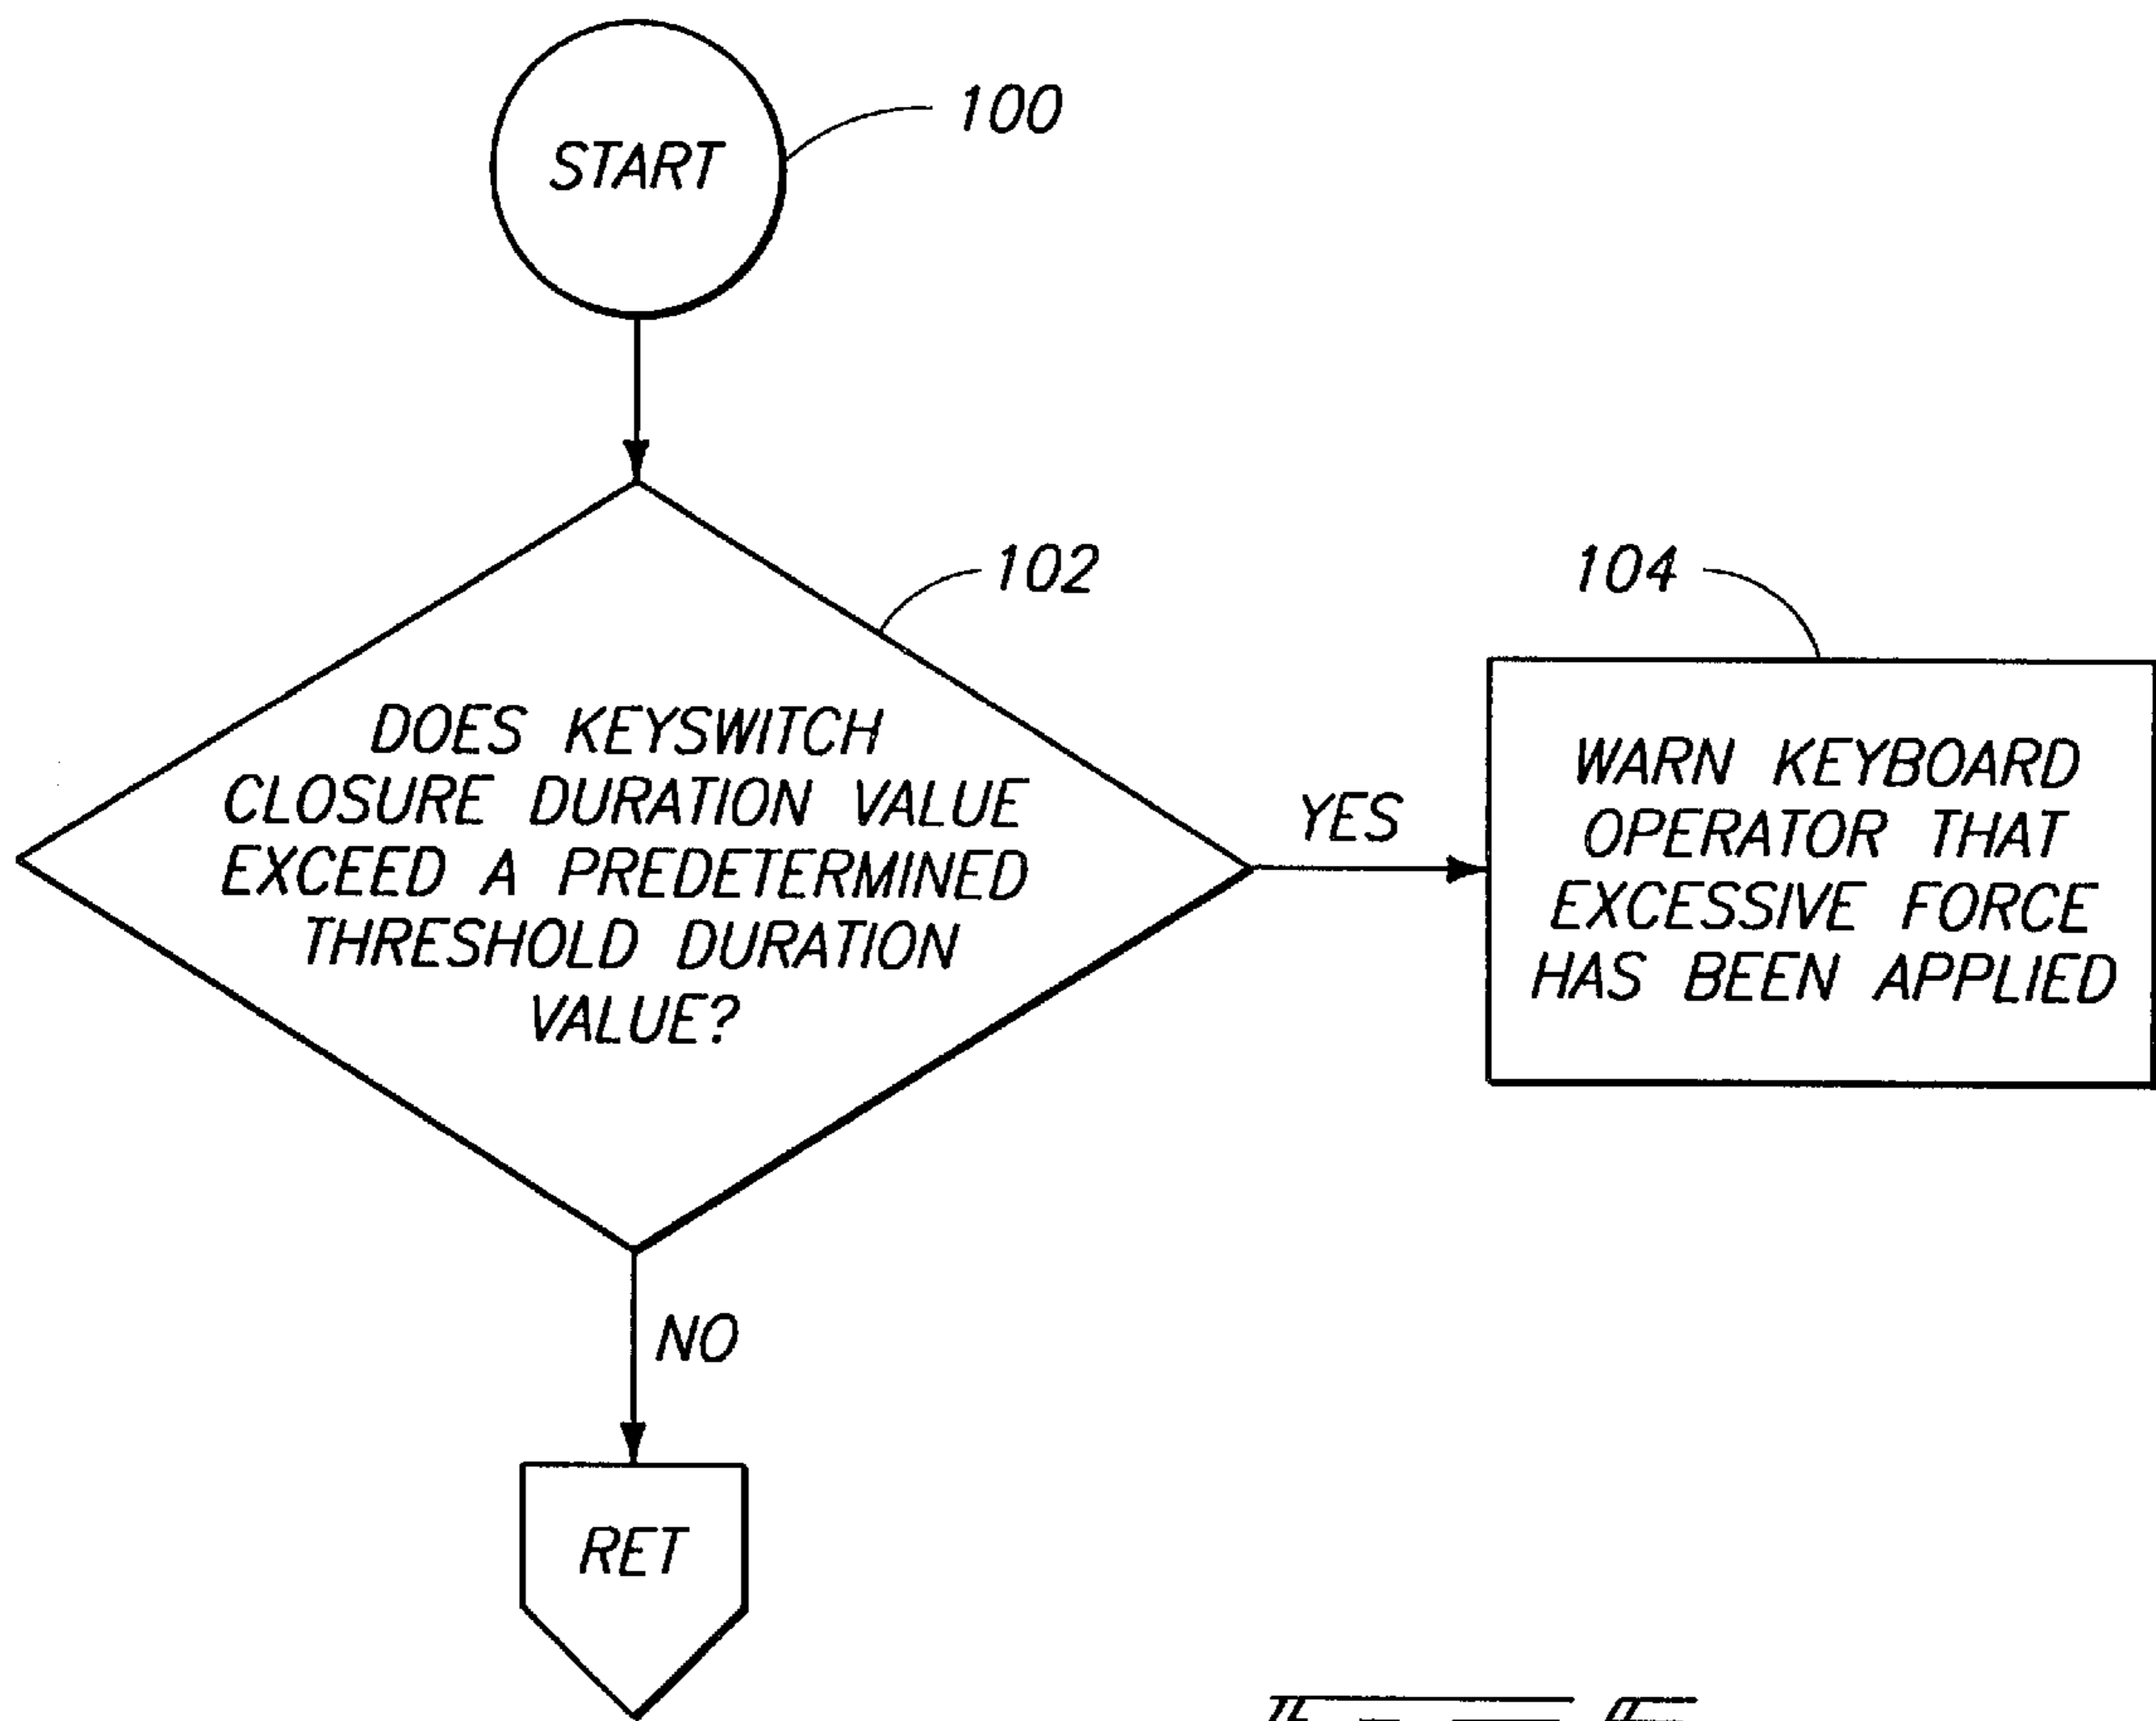 START
100
102
DOES KEYSWITCH
CLOSURE DURATION VALUE
EXCEED A PREDETERMINED
THRESHOLD DURATION
VALUE?
YES
104
WARN KEYBOARD
OPERATOR THAT
EXCESSIVE FORCE
HAS BEEN APPLIED
NO
RET